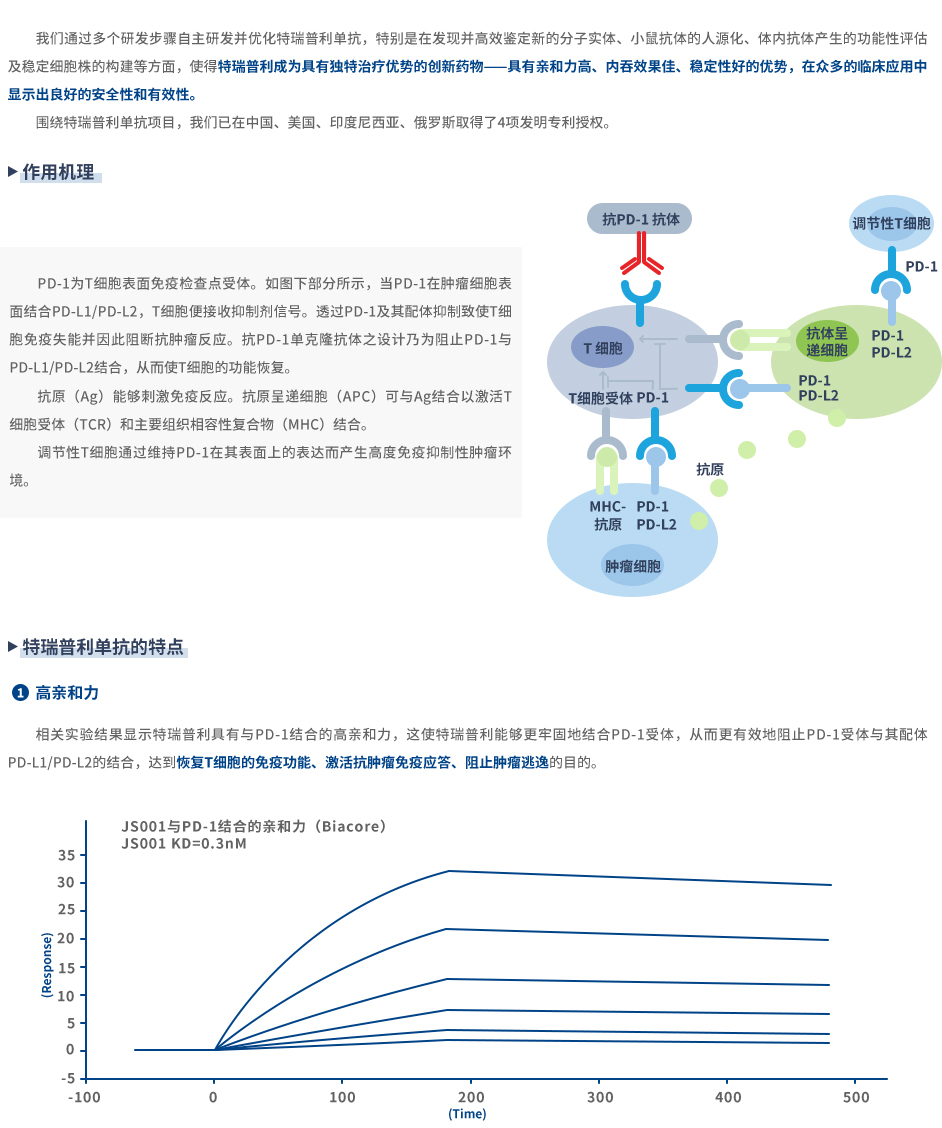 我们通过多个研发步骤自主研发并优化特瑞普利单抗，特别是在发现并高效鉴定新的分子实体、小鼠抗体的人源化、体内抗体产生的功能性评估
及稳定细胞株的构建等方面，使得特瑞普利成为具有独特治疗优势的创新药物——具有亲和力高、内吞效果佳、稳定性好的优势，在众多的临床应用中
显示出良好的安全性和有效性。
围绕特瑞普利单抗项目，我们已在中国、美国、印度尼西亚、俄罗斯取得了4项发明专利授权。
作用机理
PD-1为T细胞表面免疫检查点受体。如图下部分所示，当PD-1在肿瘤细胞表
面结合PD-L1/PD-L2，T细胞便接收抑制剂信号。透过PD-1及其配体抑制致使T细
胞免疫失能并因此阻断抗肿瘤反应。抗PD-1单克隆抗体之设计乃为阻止PD-1与
PD-L1/PD-L2结合，从而使T细胞的功能恢复。
抗原（Ag）能够刺激免疫反应。抗原呈递细胞（APC）可与Ag结合以激活T
细胞受体（TCR）和主要组织相容性复合物（MHC）结合。
调节性T细胞通过维持PD-1在其表面上的表达而产生高度免疫抑制性肿瘤环
境。
抗PD-1 抗体
调节性T细胞
PD-1
T 细胞
抗体呈
递细胞
PD-1
PD-L2
PD-1
PD-L2
T细胞受体 PD-1
抗原
MHC-
抗原
PD-1
PD-L2
肿瘤细胞
特瑞普利单抗的特点
1 高亲和力
相关实验结果显示特瑞普利具有与PD-1结合的高亲和力，这使特瑞普利能够更牢固地结合PD-1受体，从而更有效地阻止PD-1受体与其配体
PD-L1/PD-L2的结合，达到恢复T细胞的免疫功能、激活抗肿瘤免疫应答、阻止肿瘤逃逸的目的。
JS001与PD-1结合的亲和力（Biacore）
JS001 KD=0.3nM
35
30
25
20
15
10
5
0
-5
(Response)
-100 0 100 200 300 400 500
(Time)